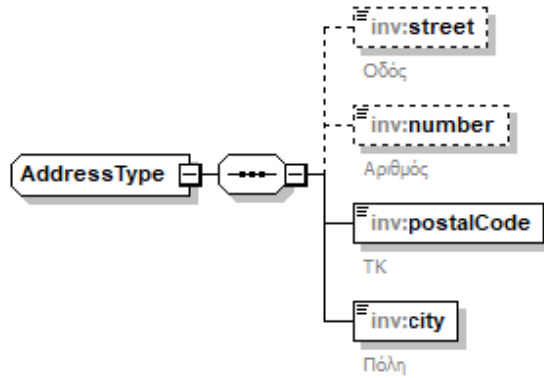 inv:street
Οδός
inv:number
Αριθμός
AddressType
inv:postalCode
ΤΚ
inv:city
Πόλη